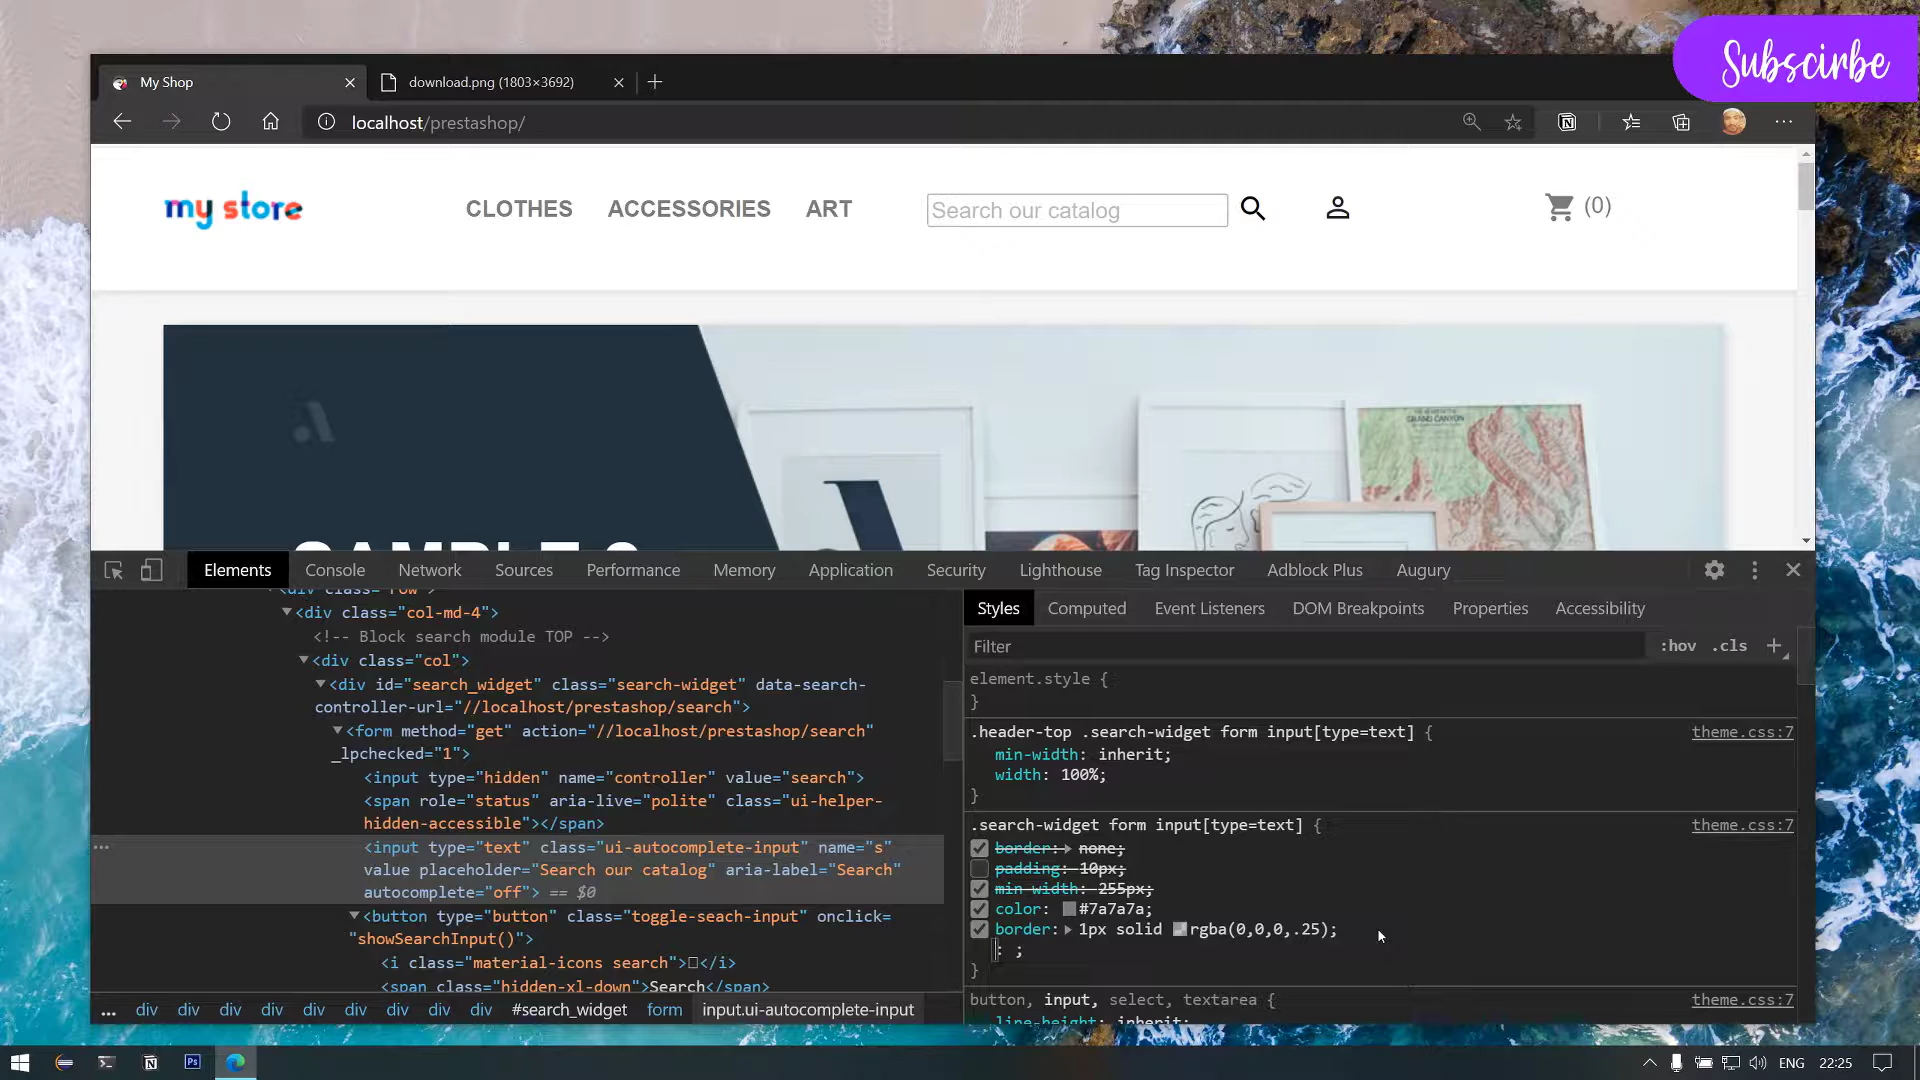 Subscirbe
My Shop
download.png (1803×3692)
localhost/prestashop/
my store
CLOTHES
ACCESSORIES
ART
Search our catalog
(0)
GRAND CANYON
Elements
Console
Network
Sources
Performance
Memory
Application
Security
Lighthouse
Tag Inspector
Adblock Plus
Augury
<div class="col-md-4">
<!-- Block search module TOP -->
<div class="col">
<div id="search_widget" class="search-widget" data-search-
controller-url="//localhost/prestashop/search">
<form method="get" action="//localhost/prestashop/search"
_lpchecked="1">
<input type="hidden" name="controller" value="search">
<span role="status" aria-live="polite" class="ui-helper-
hidden-accessible"></span>
<input type="text" class="ui-autocomplete-input" name="s"
value placeholder="Search our catalog" aria-label="Search"
autocomplete="off"> == $0
<button type="button" class="toggle-seach-input" onclick=
"showSearchInput()">
<i class="material-icons search">□</i>
<span class="hidden-xl-down">Search</span>
... div div div div div div div div div #search_widget form input.ui-autocomplete-input
Styles
Computed
Event Listeners
DOM Breakpoints
Properties
Accessibility
Filter
:hov .cls
element.style {
}
.header-top .search-widget form input[type=text] { theme.css:7
min-width: inherit;
width: 100%;
}
.search-widget form input[type=text] { theme.css:7
border: none;
padding: 10px;
min-width: 255px;
color: #7a7a7a;
border: 1px solid rgba(0,0,0,.25);
: ;
}
button, input, select, textarea { theme.css:7
line-height: inherit;
Ps
ENG 22:25